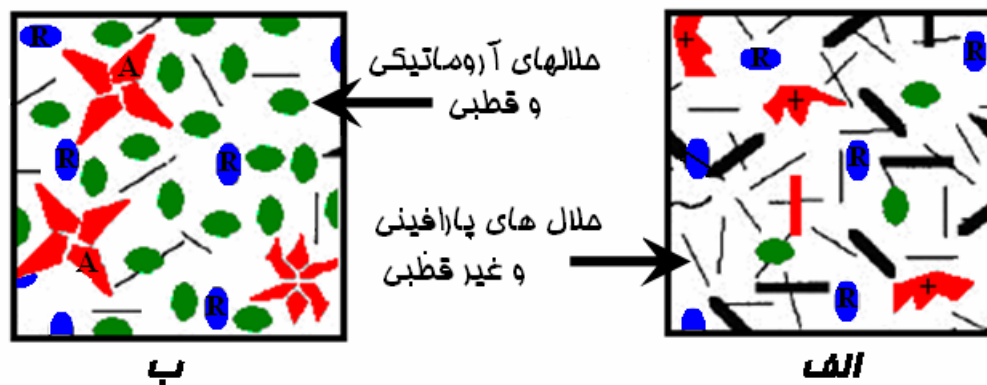 حلالهای آروماتیکی
و قطبی
حلال های پارافینی
و غیر قطبی
R
R
R
R
A
A
+
+
+
R
R
R
R
ب
الف